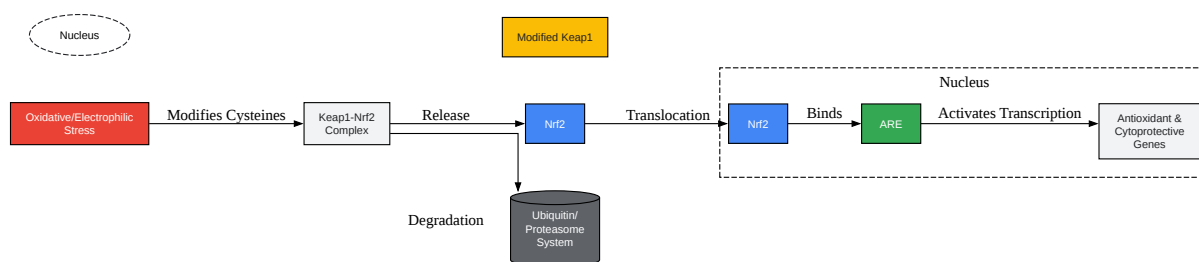 Nucleus
Modified Keap1
Nucleus
Oxidative/Electrophilic
Stress
Modifies Cysteines
Keap1-Nrf2
Complex
Release
Nrf2
Translocation
Nrf2
Binds
ARE
Activates Transcription
Antioxidant &
Cytoprotective
Genes
Degradation
Ubiquitin/
Proteasome
System